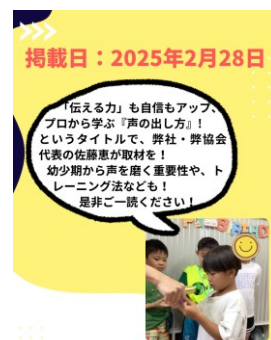 掲載日：2025年2月28日
「伝える力」も自信もアップ、
プロから学ぶ『声の出し方』！
というタイトルで、弊社・弊協会
代表の佐藤恵が取材を！
幼少期から声を磨く重要性や、ト
レーニング法なども！
是非ご一読ください！